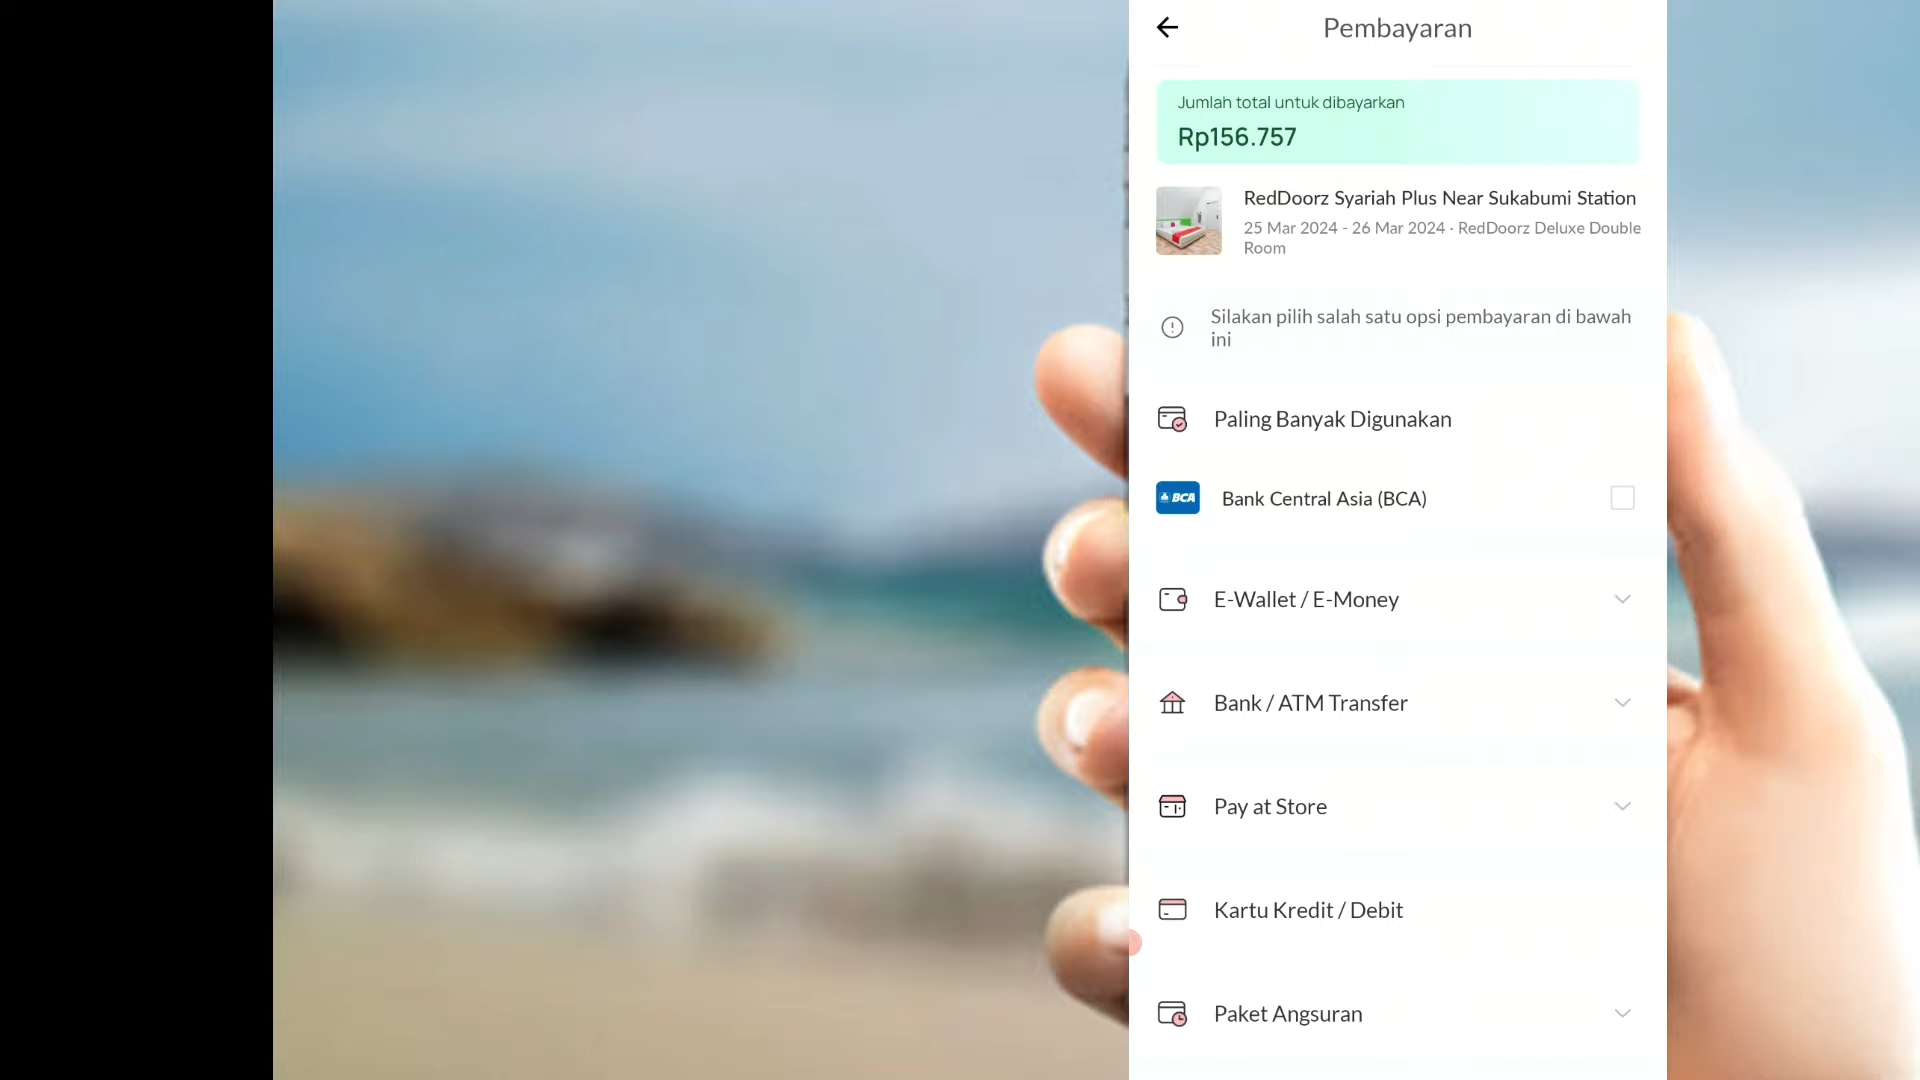 Pembayaran
Jumlah total untuk dibayarkan
Rp156.757
RedDoorz Syariah Plus Near Sukabumi Station
25 Mar 2024 - 26 Mar 2024 · RedDoorz Deluxe Double
Room
Silakan pilih salah satu opsi pembayaran di bawah
ini
Paling Banyak Digunakan
BCA
Bank Central Asia (BCA)
E-Wallet / E-Money
Bank / ATM Transfer
Pay at Store
Kartu Kredit / Debit
Paket Angsuran